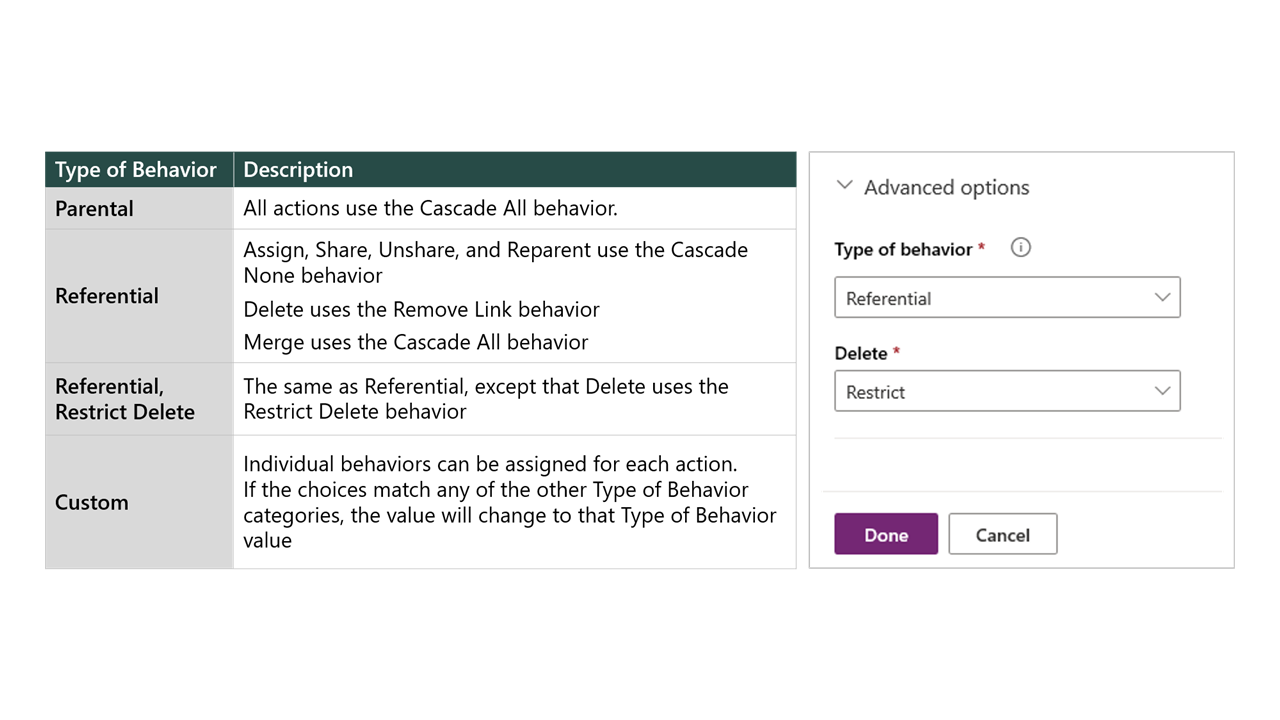 Type of Behavior Description
Parental All actions use the Cascade All behavior.
Referential
Assign, Share, Unshare, and Reparent use the Cascade
None behavior
Delete uses the Remove Link behavior
Merge uses the Cascade All behavior
Referential,
Restrict Delete
The same as Referential, except that Delete uses the
Restrict Delete behavior
Custom
Individual behaviors can be assigned for each action.
If the choices match any of the other Type of Behavior
categories, the value will change to that Type of Behavior
value
Advanced options
Type of behavior *
Referential
Delete *
Restrict
Done Cancel